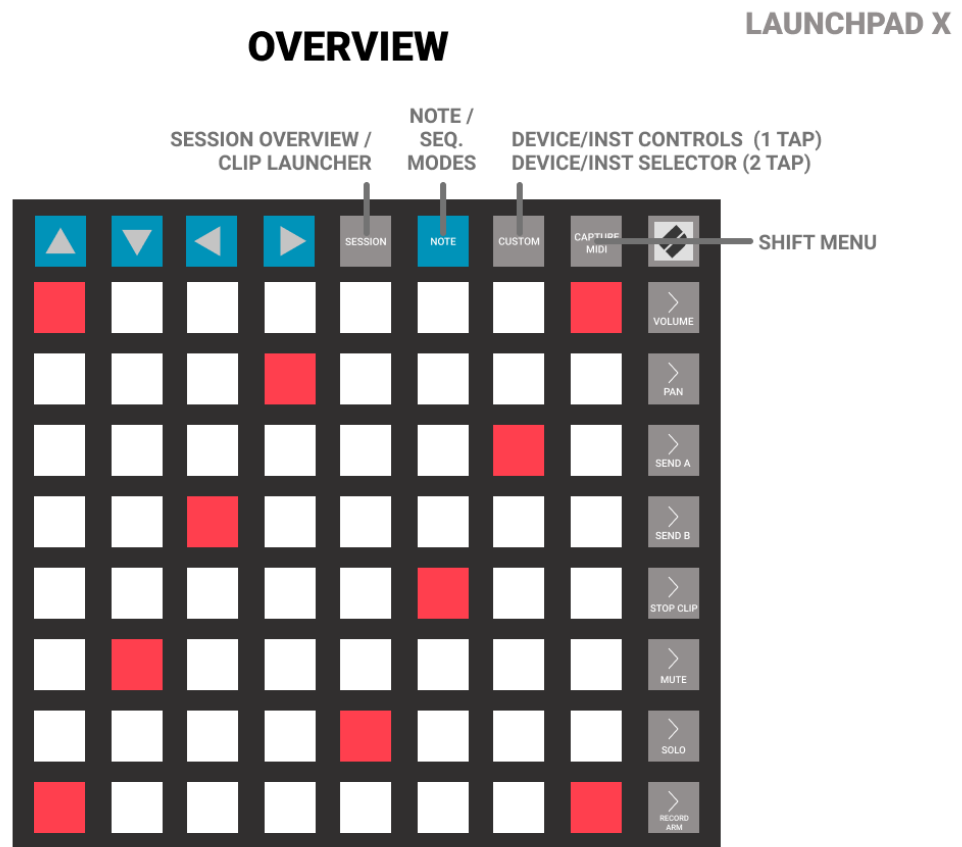 LAUNCHPAD X
OVERVIEW
NOTE /
SEQ.
MODES
SESSION OVERVIEW /
CLIP LAUNCHER
DEVICE/INST CONTROLS (1 TAP)
DEVICE/INST SELECTOR (2 TAP)
SESSION
NOTE
CUSTOM
CAPTURE
MIDI
SHIFT MENU
VOLUME
PAN
SEND A
SEND B
STOP CLIP
MUTE
SOLO
RECORD
ARM